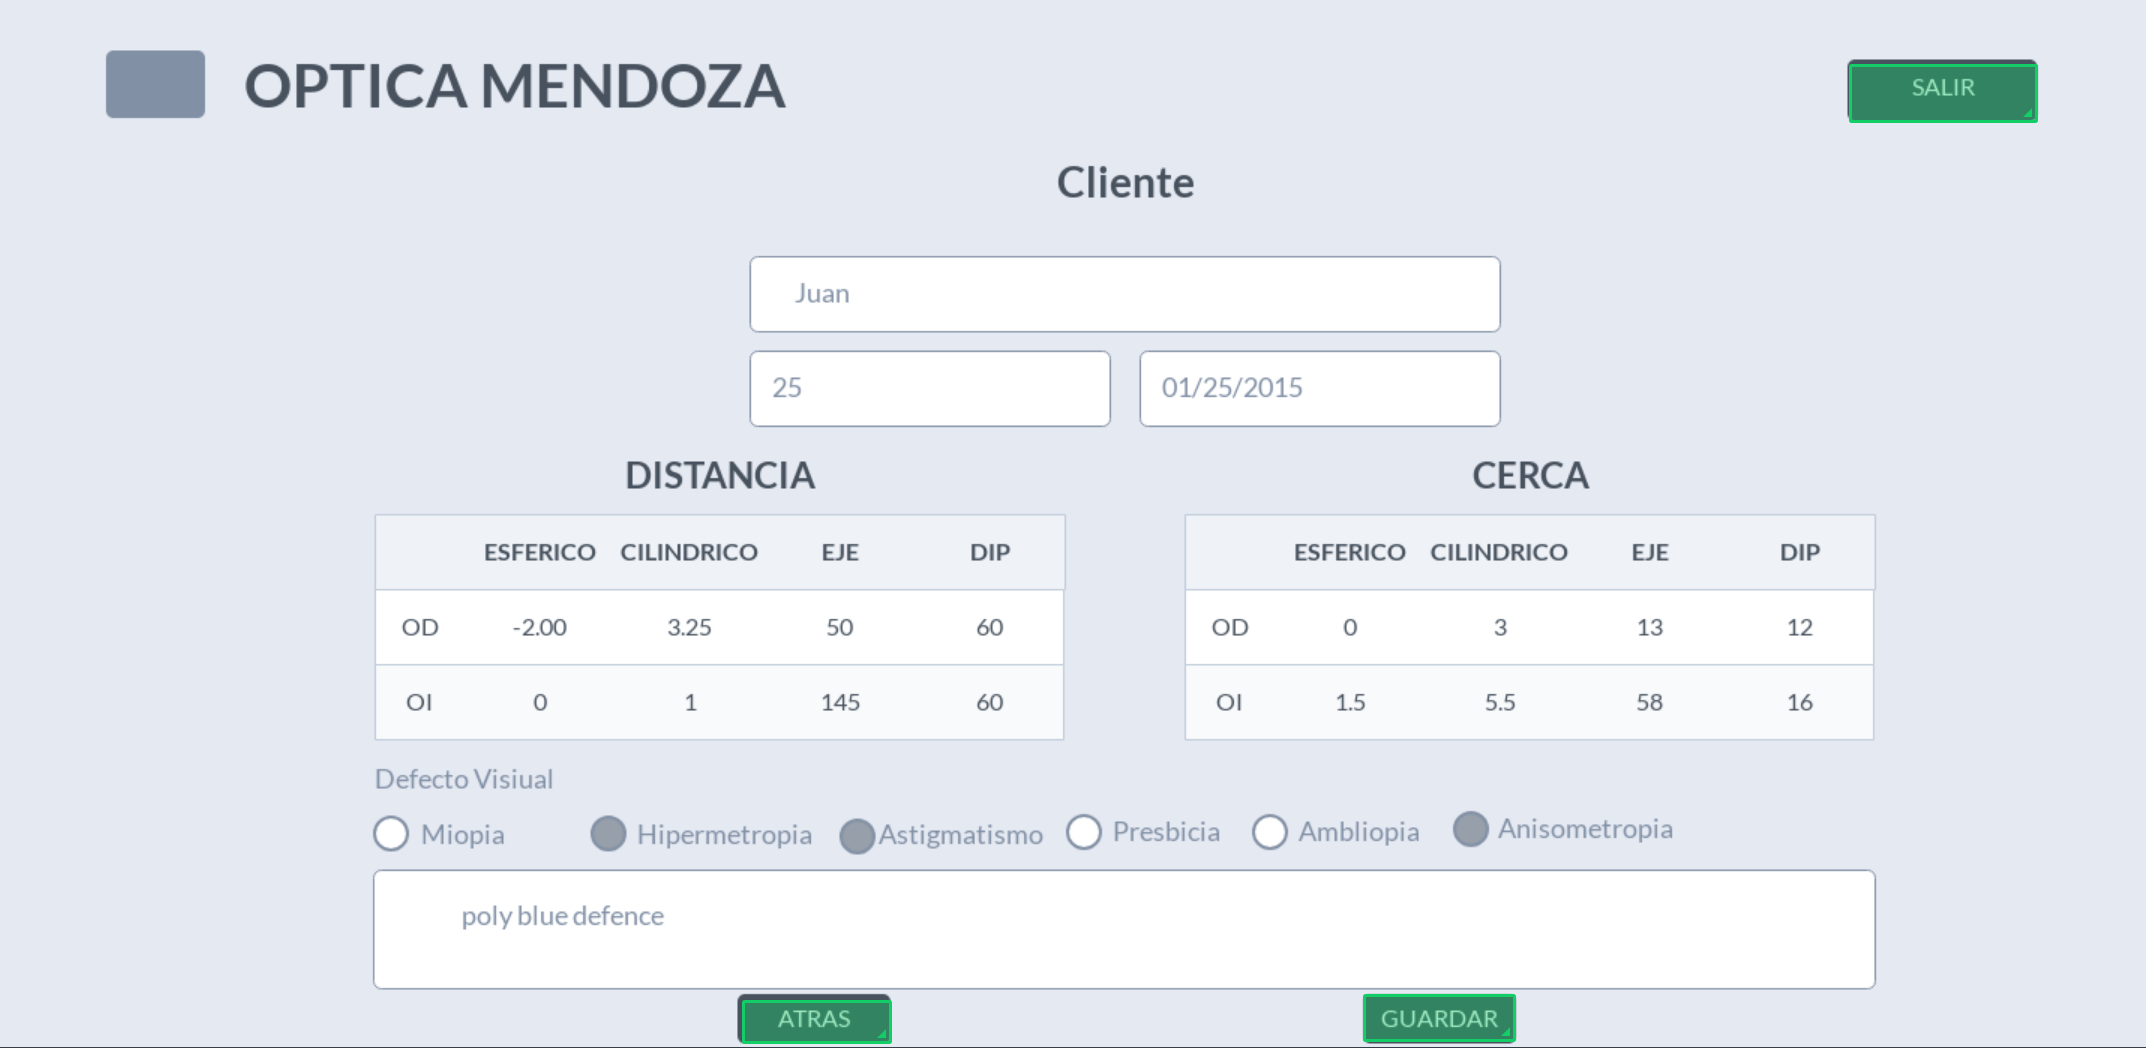 OPTICA MENDOZA
SALIR
Cliente
Juan
25
01/25/2015
DISTANCIA
ESFERICO CILINDRICO EJE DIP
OD -2.00 3.25 50 60
OI 0 1 145 60
CERCA
ESFERICO CILINDRICO EJE DIP
OD 0 3 13 12
OI 1.5 5.5 58 16
Defecto Visiual
Miopia Hipermetropia Astigmatismo Presbicia Ambliopia Anisometropia
poly blue defence
ATRAS
GUARDAR